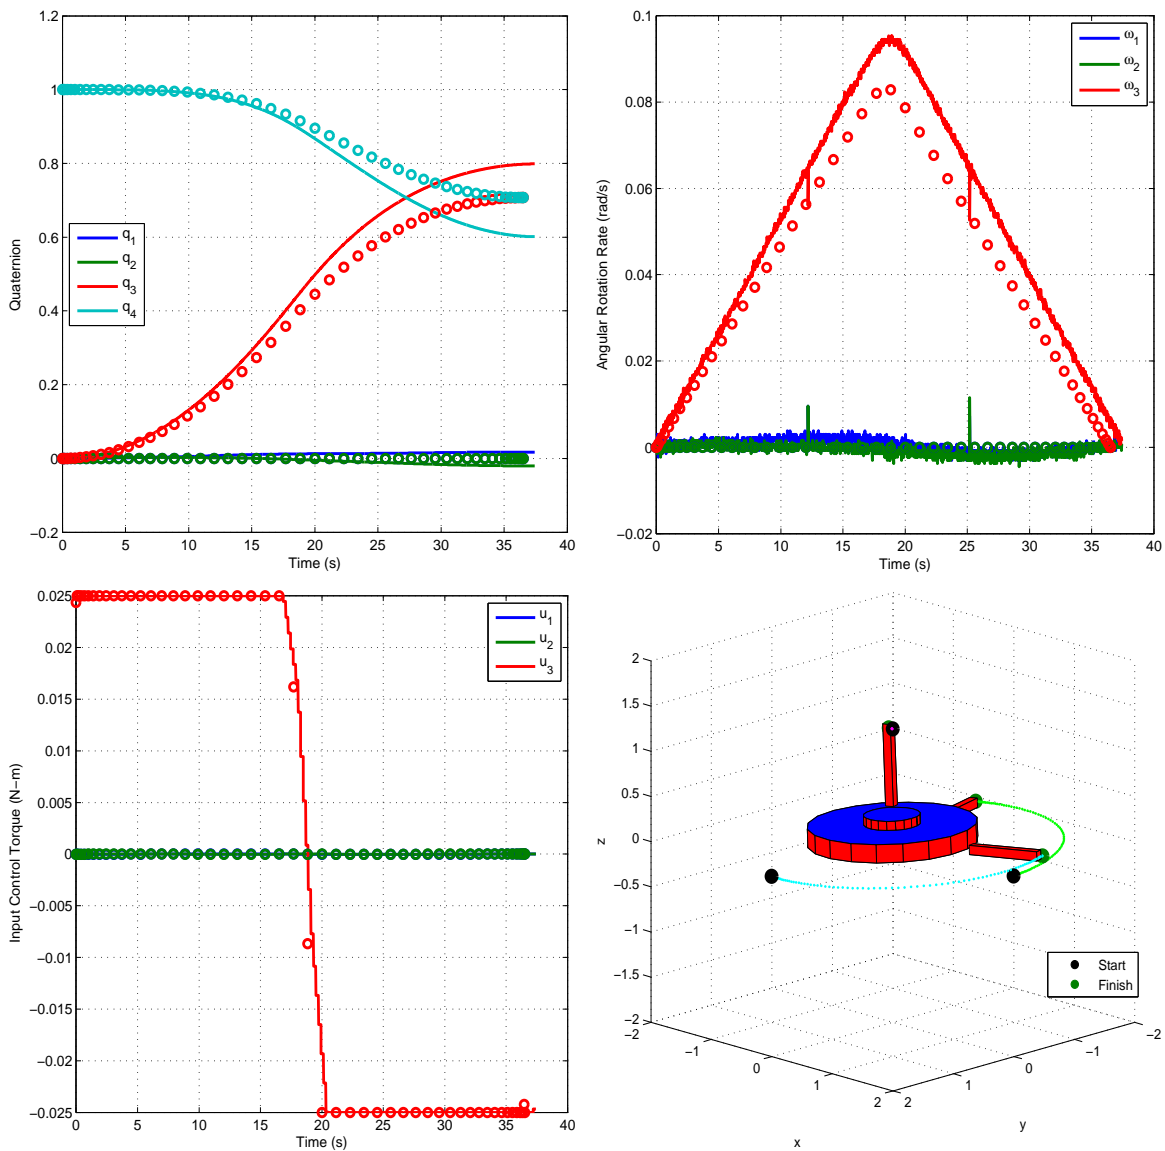 1.2
1
0.8
0.6
0.4
0.2
0
−0.2
0 5 10 15 20 25 30 35 40
Quaternion
Time (s)
q1
q2
q3
q4
0.1
0.08
0.06
0.04
0.02
0
−0.02
0 5 10 15 20 25 30 35 40
Angular Rotation Rate (rad/s)
Time (s)
ω1
ω2
ω3
0.025
0.02
0.015
0.01
0.005
0
−0.005
−0.01
−0.015
−0.02
−0.025
0 5 10 15 20 25 30 35 40
Input Control Torque (N−m)
Time (s)
u1
u2
u3
2
1.5
1
0.5
0
−0.5
−1
−1.5
−2
z
−2
−1
0
1
2
x
2
1
0
−1
−2
y
Start
Finish